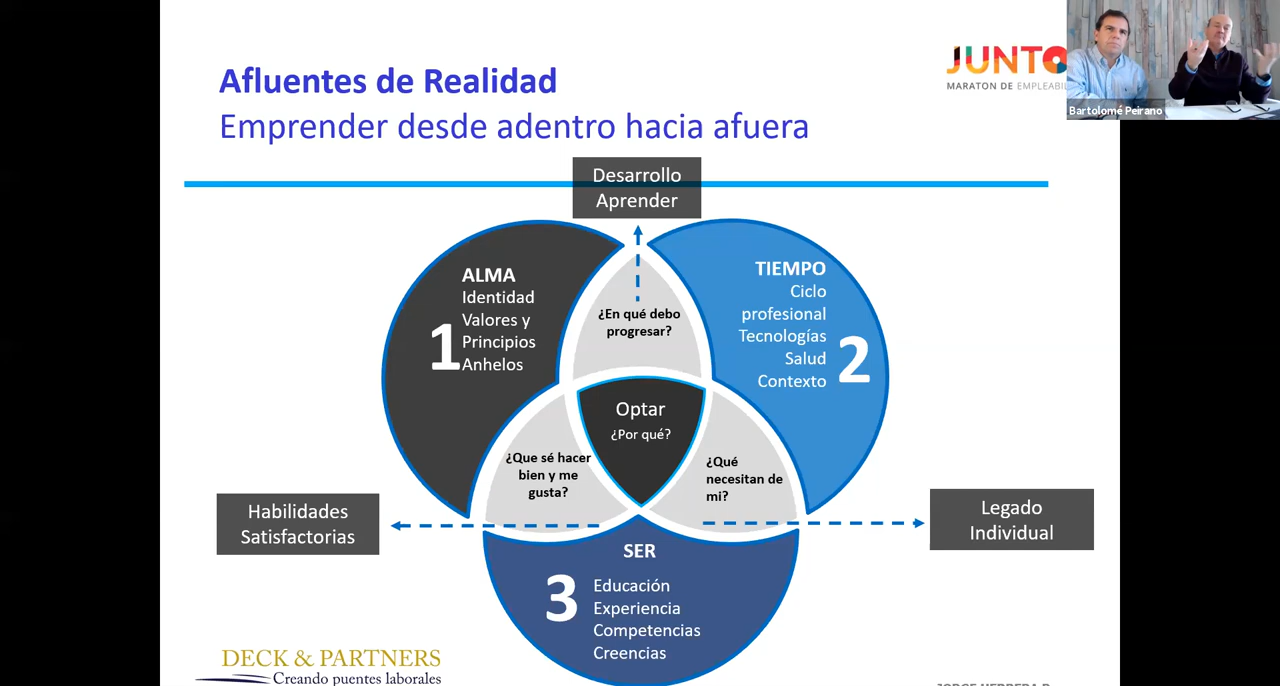 Afluentes de Realidad
Emprender desde adentro hacia afuera
JUNTO
MARATON DE
Bartolomé Peirano
Desarrollo
Aprender
ALMA
Identidad
Valores y
Principios
Anhelos
1
¿En qué debo
progresar?
TIEMPO
Ciclo
profesional
Tecnologías
Salud
Contexto
2
Optar
¿Por qué?
¿Que sé hacer
bien y me
gusta?
¿Qué
necesitan de
mi?
Habilidades
Satisfactorias
Legado
Individual
SER
3
Educación
Experiencia
Competencias
Creencias
DECK & PARTNERS
Creando puentes laborales